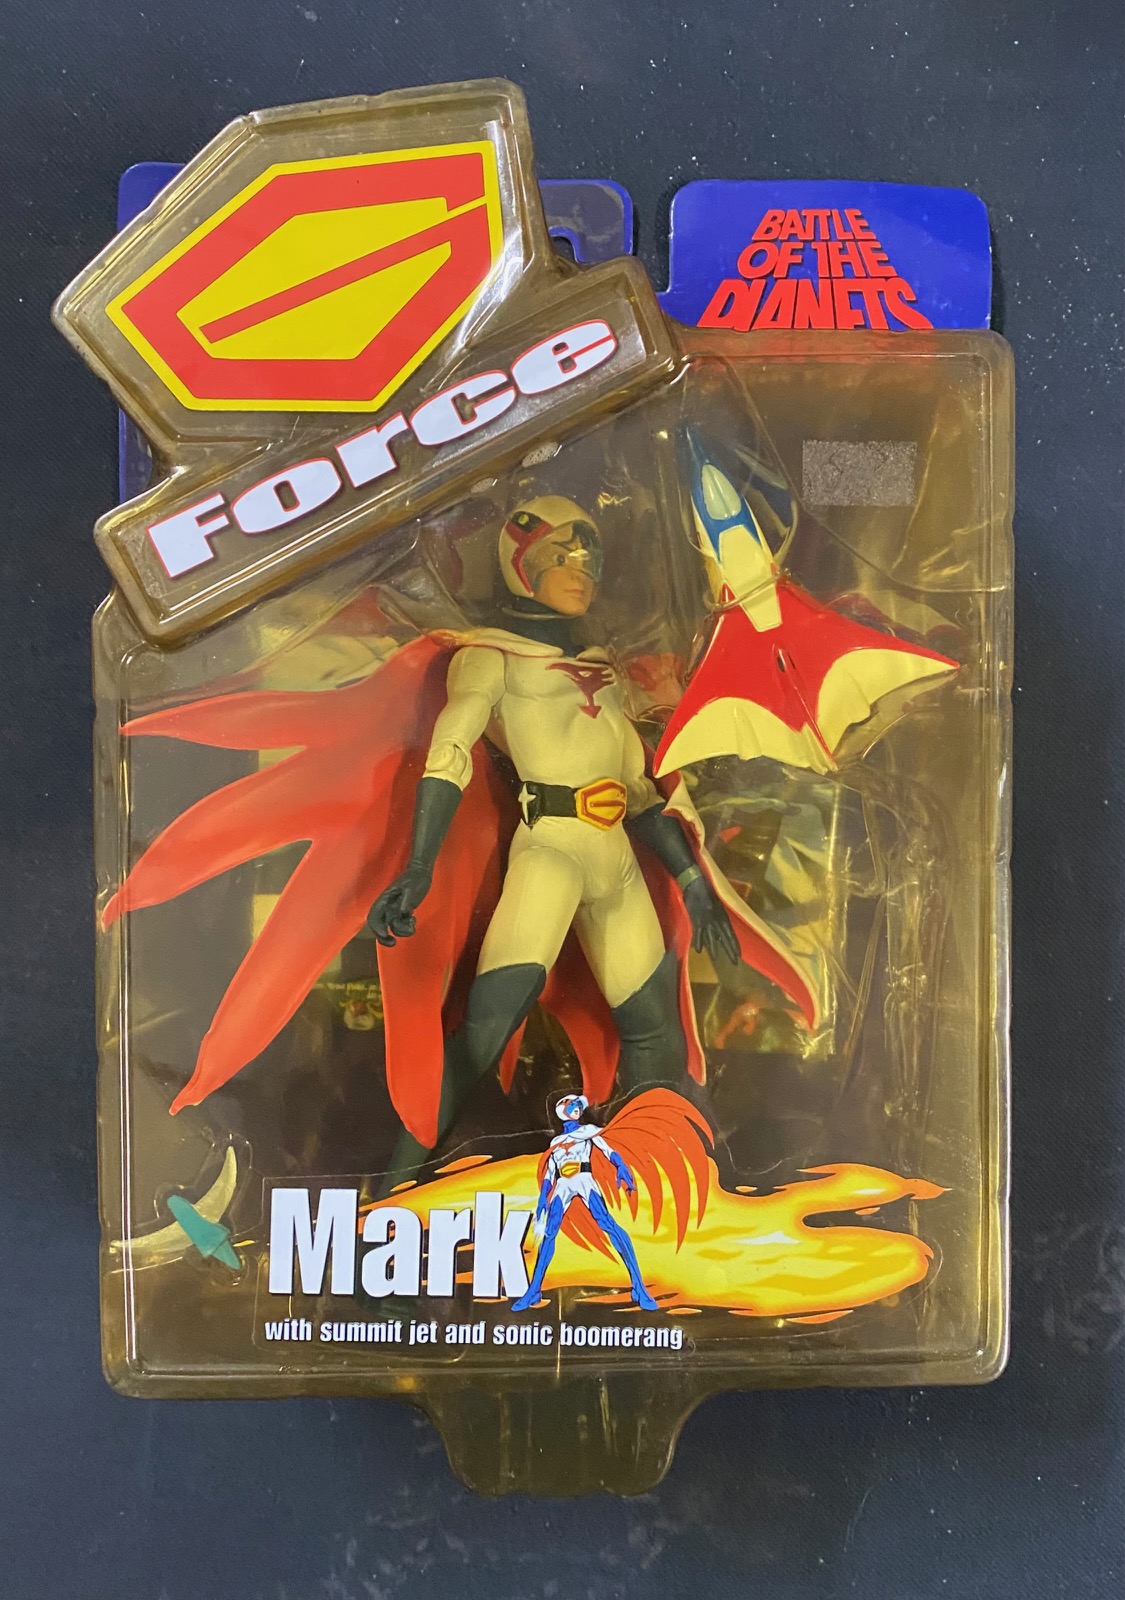 G
Force
BATTLE
OF THE
PLANETS
Mark
with summit jet and sonic boomerang